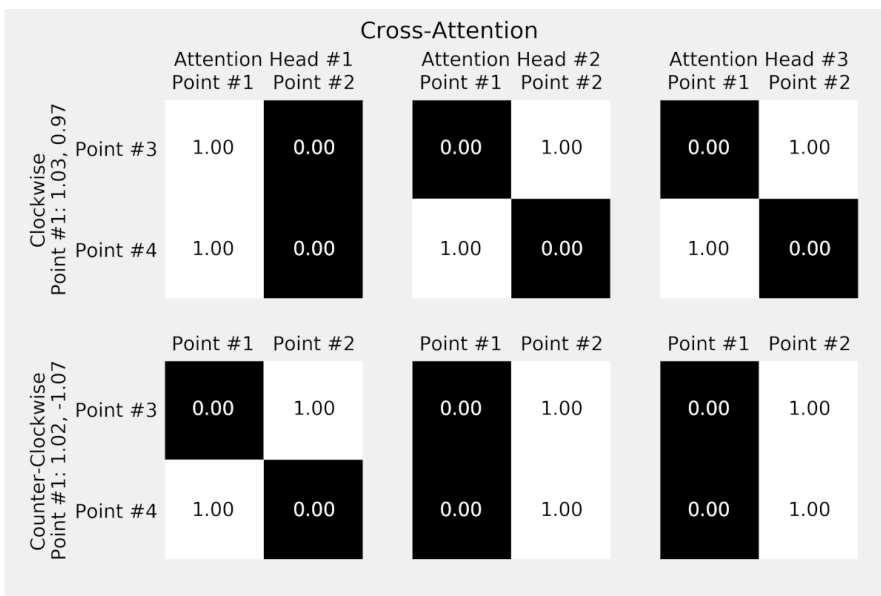 Cross-Attention
Attention Head #1 Attention Head #2 Attention Head #3
Point #1 Point #2 Point #1 Point #2 Point #1 Point #2
Clockwise
Point #1: 1.03, 0.97
Point #3 1.00 0.00 0.00 1.00 0.00 1.00
Point #4 1.00 0.00 1.00 0.00 1.00 0.00
Point #1 Point #2 Point #1 Point #2 Point #1 Point #2
Counter-Clockwise
Point #1: 1.02, -1.07
Point #3 0.00 1.00 0.00 1.00 0.00 1.00
Point #4 1.00 0.00 0.00 1.00 0.00 1.00